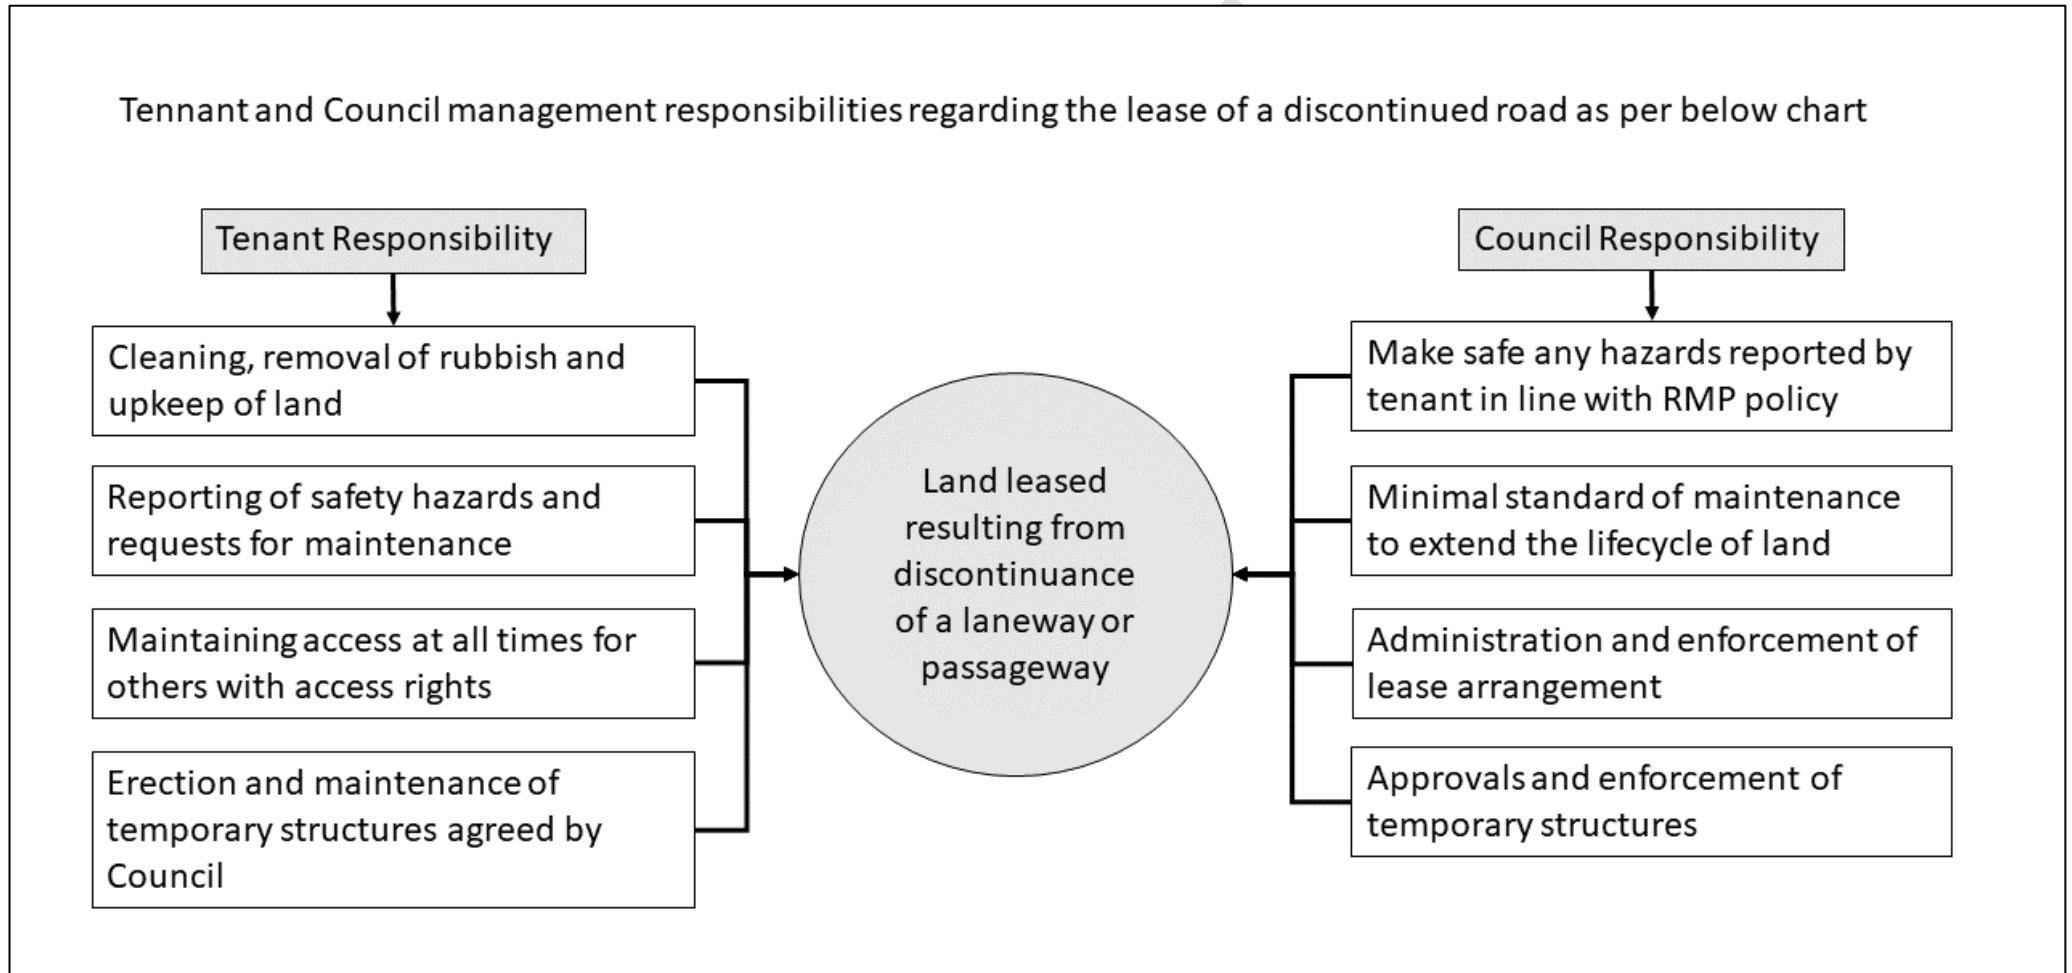 Tennant and Council management responsibilities regarding the lease of a discontinued road as per below chart
Tenant Responsibility
Cleaning, removal of rubbish and
upkeep of land
Reporting of safety hazards and
requests for maintenance
Maintaining access at all times for
others with access rights
Erection and maintenance of
temporary structures agreed by
Council
Land leased
resulting from
discontinuance
of a laneway or
passageway
Council Responsibility
Make safe any hazards reported by
tenant in line with RMP policy
Minimal standard of maintenance
to extend the lifecycle of land
Administration and enforcement of
lease arrangement
Approvals and enforcement of
temporary structures